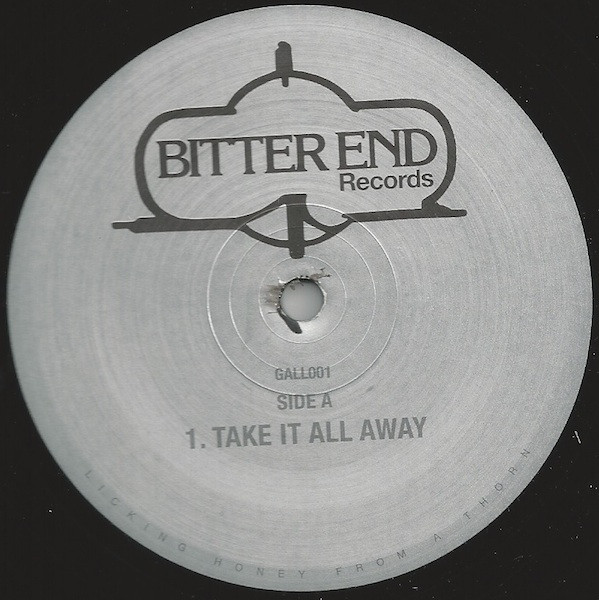 BITTER END
Records
GALL001
SIDE A
1. TAKE IT ALL AWAY
LICKING HONEY FROM A THORN